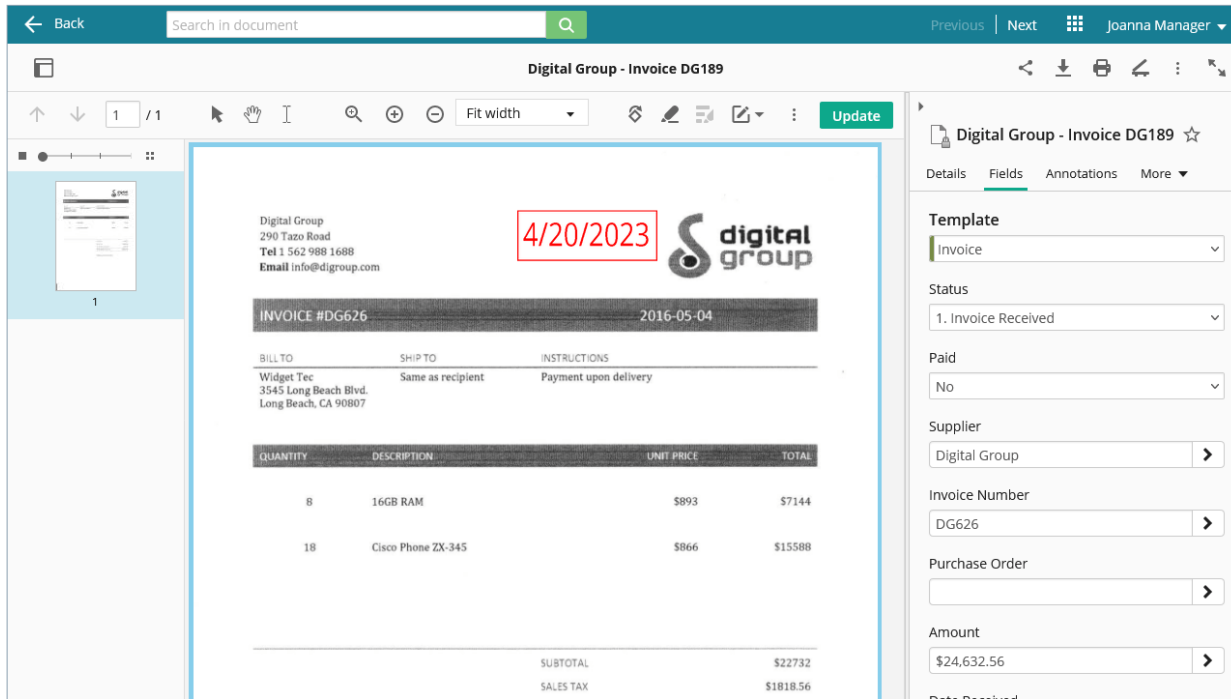 Back
Search in document
Previous
Next
Joanna Manager
Digital Group - Invoice DG189
1 / 1
Fit width
Update
1
Digital Group
290 Tazo Road
Tel 1 562 988 1688
Email info@digroup.com
4/20/2023
digital
group
INVOICE #DG626 2016-05-04
BILL TO SHIP TO INSTRUCTIONS
Widget Tec Same as recipient Payment upon delivery
3545 Long Beach Blvd.
Long Beach, CA 90807
QUANTITY DESCRIPTION UNIT PRICE TOTAL
8 16GB RAM $893 $7144
18 Cisco Phone ZX-345 $866 $15588
SUBTOTAL $22732
SALES TAX $1818.56
Digital Group - Invoice DG189
Details Fields Annotations More
Template
Invoice
Status
1. Invoice Received
Paid
No
Supplier
Digital Group
Invoice Number
DG626
Purchase Order
Amount
$24,632.56
Date Received